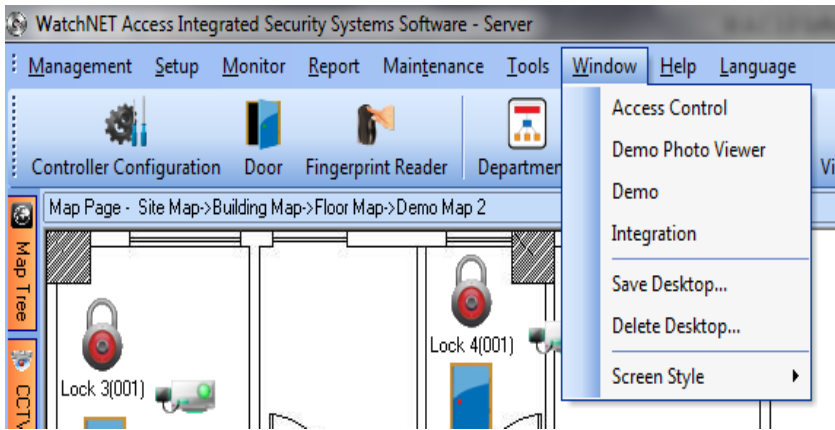 WatchNET Access Integrated Security Systems Software - Server
Management Setup Monitor Report Maintenance Tools Window Help Language
Controller Configuration Door Fingerprint Reader Departmen Vi
Access Control
Demo Photo Viewer
Demo
Integration
Save Desktop...
Delete Desktop...
Screen Style
Map Page - Site Map->Building Map->Floor Map->Demo Map 2
Map Tree
CCTV
Lock 3(001)
Lock 4(001)